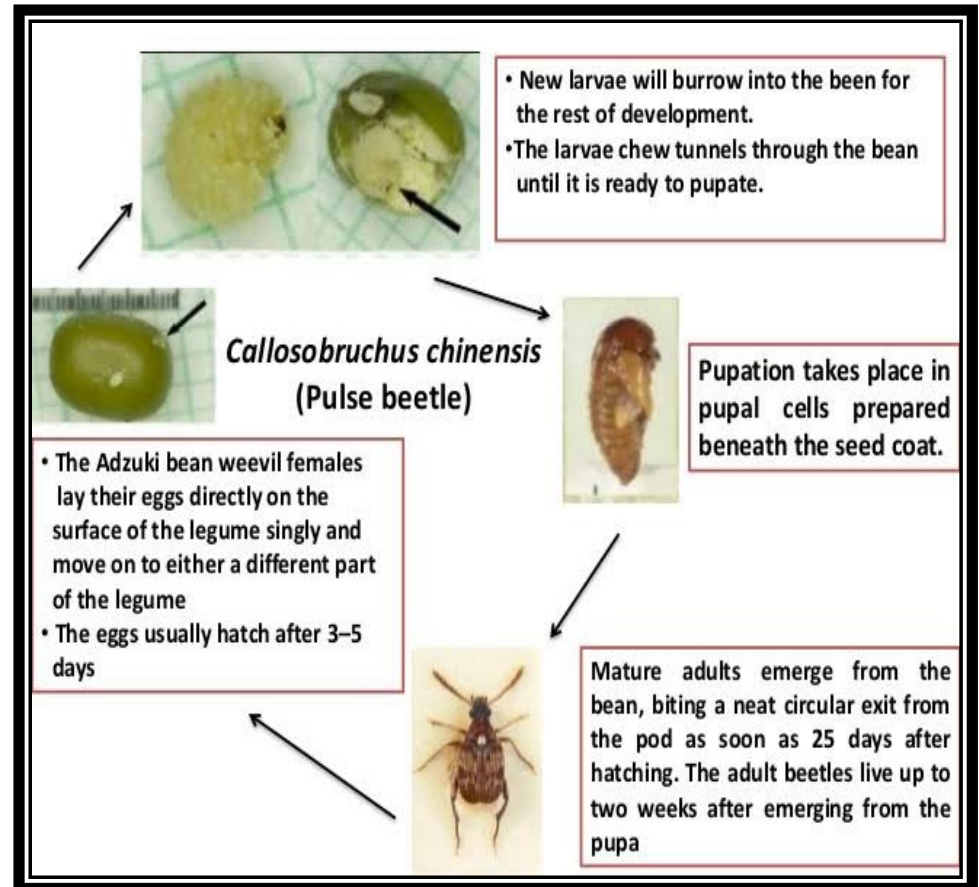 • New larvae will burrow into the been for
the rest of development.
•The larvae chew tunnels through the bean
until it is ready to pupate.
Callosobruchus chinensis
(Pulse beetle)
Pupation takes place in
pupal cells prepared
beneath the seed coat.
• The Adzuki bean weevil females
lay their eggs directly on the
surface of the legume singly and
move on to either a different part
of the legume
• The eggs usually hatch after 3–5
days
Mature adults emerge from the
bean, biting a neat circular exit from
the pod as soon as 25 days after
hatching. The adult beetles live up to
two weeks after emerging from the
pupa